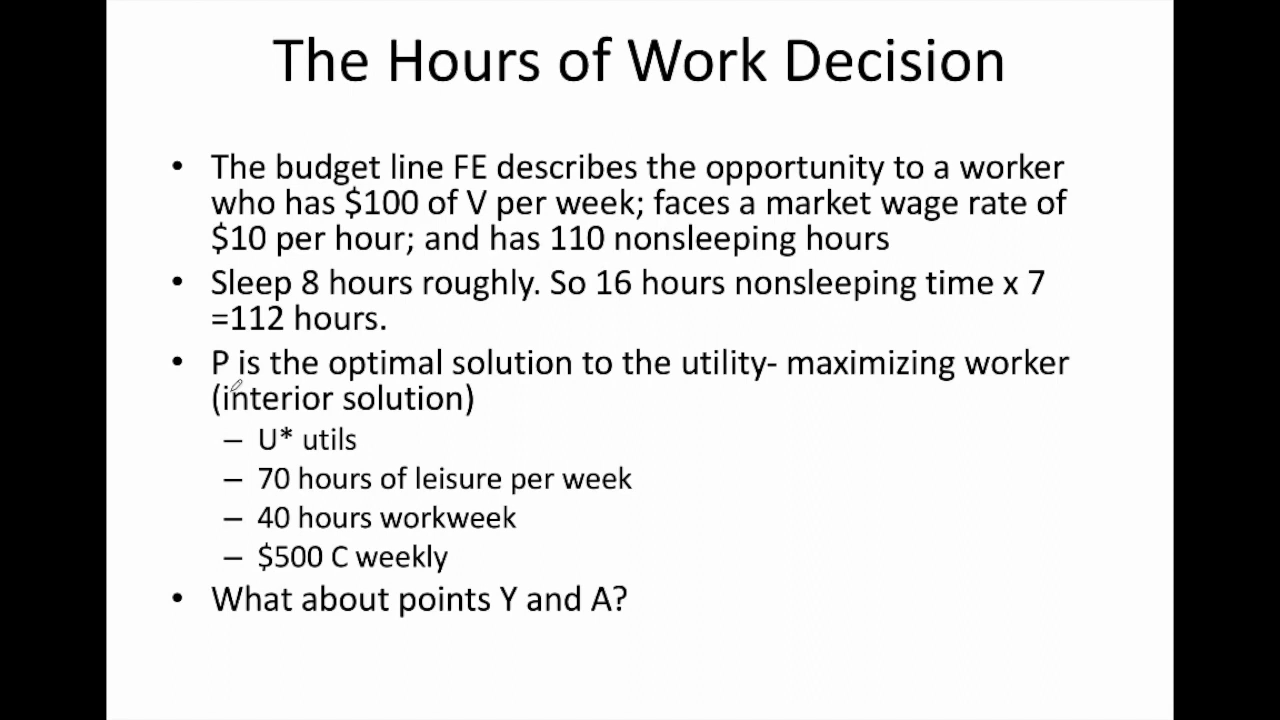 The Hours of Work Decision
• The budget line FE describes the opportunity to a worker
who has $100 of V per week; faces a market wage rate of
$10 per hour; and has 110 nonsleeping hours
• Sleep 8 hours roughly. So 16 hours nonsleeping time x 7
=112 hours.
• P is the optimal solution to the utility- maximizing worker
(interior solution)
– U* utils
– 70 hours of leisure per week
– 40 hours workweek
– $500 C weekly
• What about points Y and A?